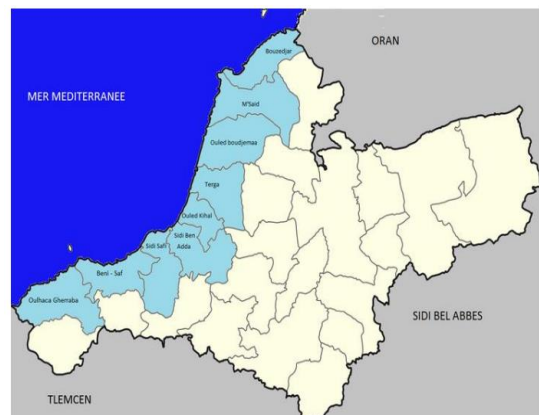 ORAN
Bouzedjar
MER MEDITERRANEE
M'Said
Ouled boudjemaa
Terga
Ouled Kihal
Sidi Ben
Adda
Sidi Safi
Beni - Saf
Oulhaca Gherraba
SIDI BEL ABBES
TLEMCEN